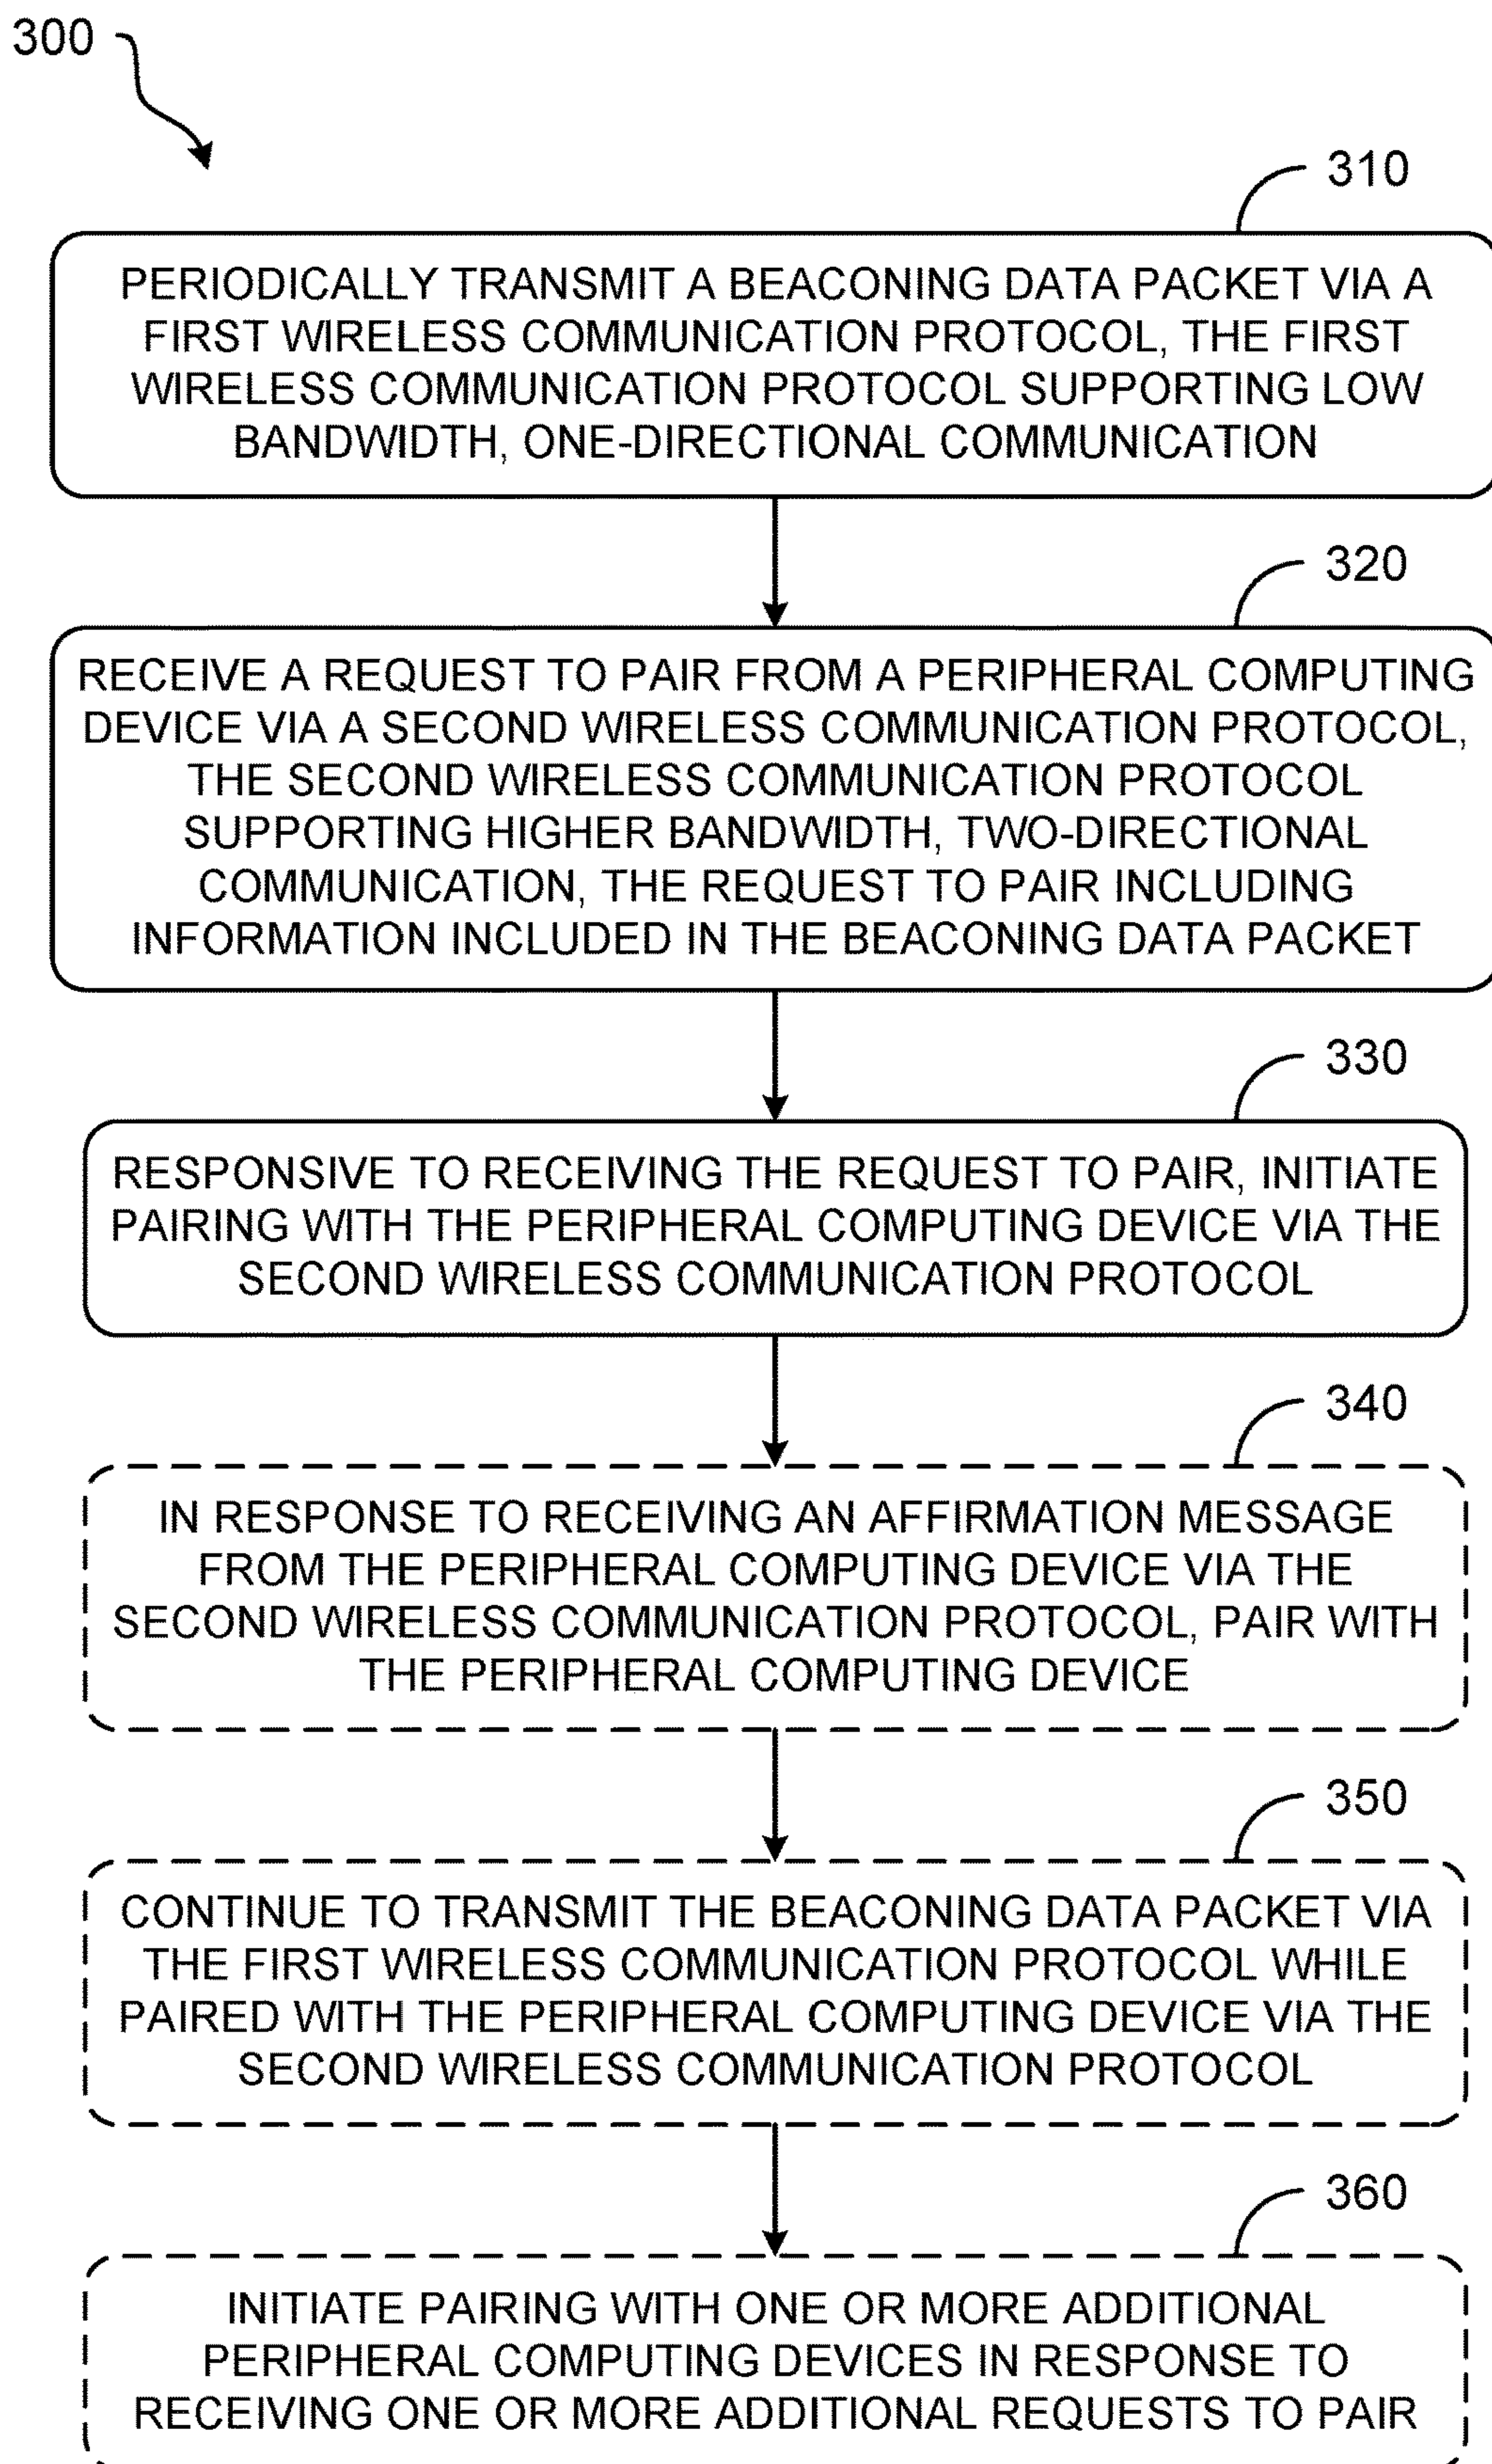 300
310
PERIODICALLY TRANSMIT A BEACONING DATA PACKET VIA A
FIRST WIRELESS COMMUNICATION PROTOCOL, THE FIRST
WIRELESS COMMUNICATION PROTOCOL SUPPORTING LOW
BANDWIDTH, ONE-DIRECTIONAL COMMUNICATION
320
RECEIVE A REQUEST TO PAIR FROM A PERIPHERAL COMPUTING
DEVICE VIA A SECOND WIRELESS COMMUNICATION PROTOCOL,
THE SECOND WIRELESS COMMUNICATION PROTOCOL
SUPPORTING HIGHER BANDWIDTH, TWO-DIRECTIONAL
COMMUNICATION, THE REQUEST TO PAIR INCLUDING
INFORMATION INCLUDED IN THE BEACONING DATA PACKET
330
RESPONSIVE TO RECEIVING THE REQUEST TO PAIR, INITIATE
PAIRING WITH THE PERIPHERAL COMPUTING DEVICE VIA THE
SECOND WIRELESS COMMUNICATION PROTOCOL
340
IN RESPONSE TO RECEIVING AN AFFIRMATION MESSAGE
FROM THE PERIPHERAL COMPUTING DEVICE VIA THE
SECOND WIRELESS COMMUNICATION PROTOCOL, PAIR WITH
THE PERIPHERAL COMPUTING DEVICE
350
CONTINUE TO TRANSMIT THE BEACONING DATA PACKET VIA
THE FIRST WIRELESS COMMUNICATION PROTOCOL WHILE
PAIRED WITH THE PERIPHERAL COMPUTING DEVICE VIA THE
SECOND WIRELESS COMMUNICATION PROTOCOL
360
INITIATE PAIRING WITH ONE OR MORE ADDITIONAL
PERIPHERAL COMPUTING DEVICES IN RESPONSE TO
RECEIVING ONE OR MORE ADDITIONAL REQUESTS TO PAIR